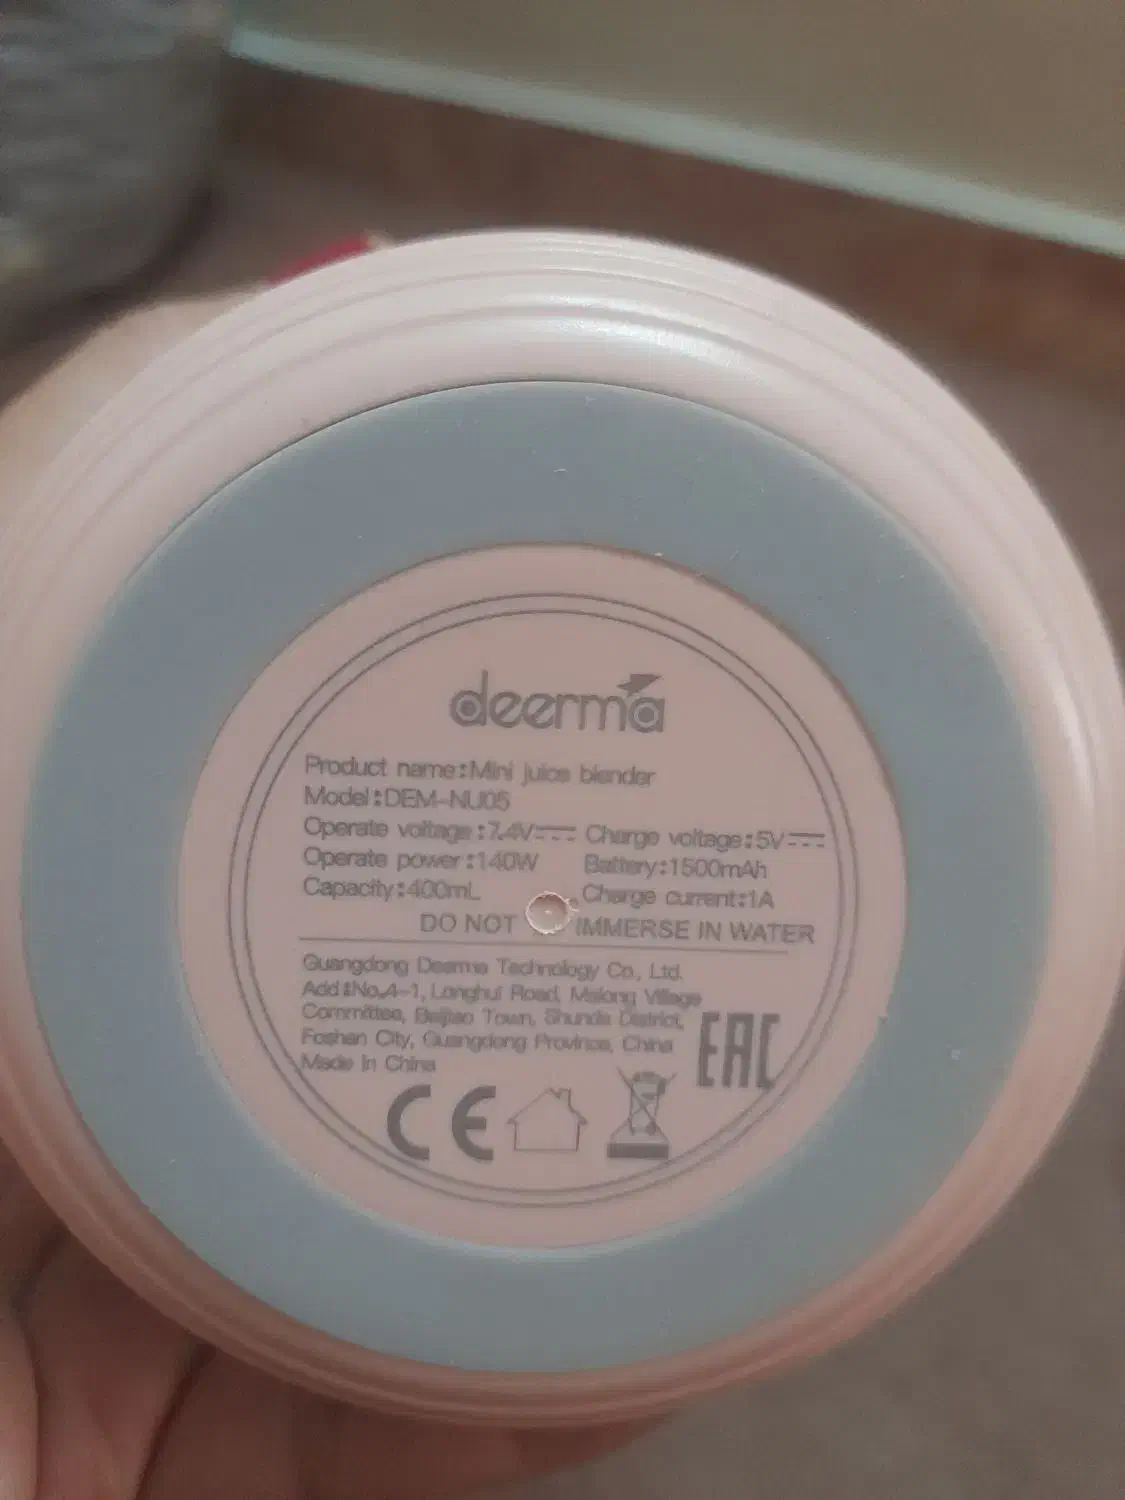 deerma
Product name:Mini juice blender
Model:DEM-NU05
Operate voltage:7.4V Charge voltage:5V
Operate power:140W Battery:1500mAh
Capacity:400mL Charge current:1A
DO NOT IMMERSE IN WATER
Guangdong Deerma Technology Co., Ltd.
Add:No.4-1, Longhui Road, Malong Village
Committee, Beijiao Town, Shunde District,
Foshan City, Guangdong Province, China
Made in China
EAC
CE